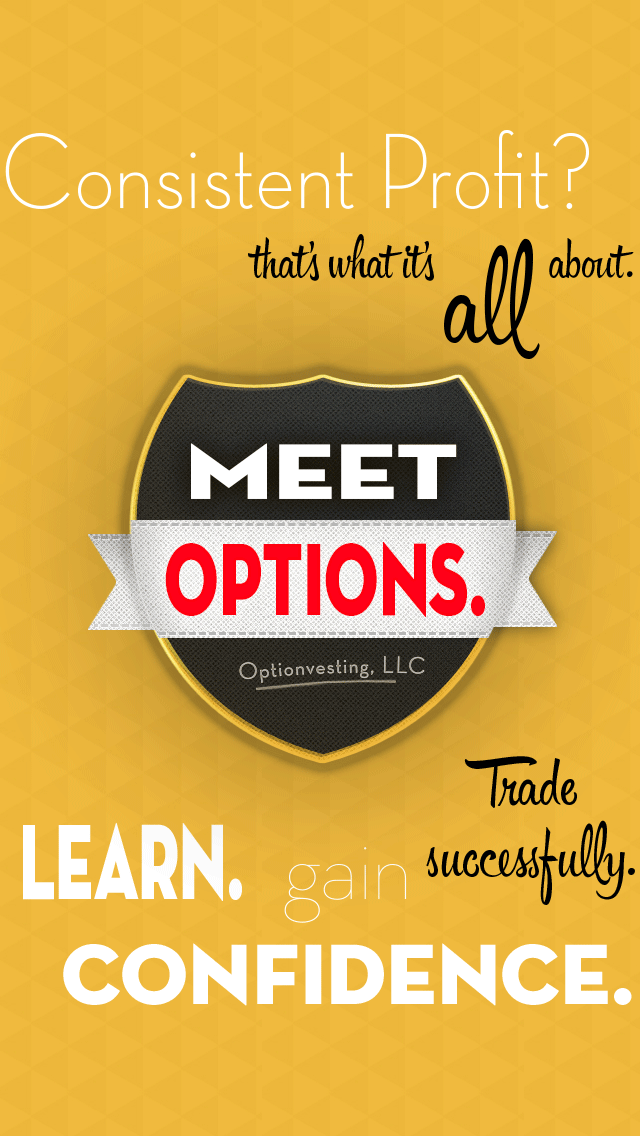 Consistent Profit?
that's what it's all about.
MEET
OPTIONS.
Optionvesting, LLC
Trade
successfully.
LEARN. gain
CONFIDENCE.